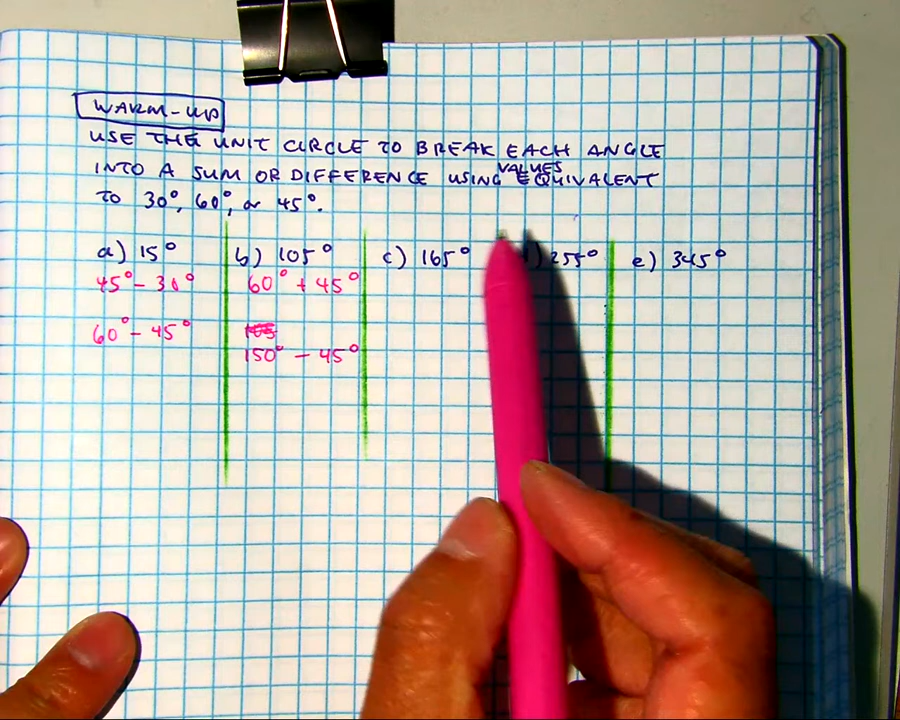 WARM-UP
USE THE UNIT CIRCLE TO BREAK EACH ANGLE
INTO A SUM OR DIFFERENCE USING VALUES EQUIVALENT
TO 30°, 60°, or 45°.
a) 15° b) 105° c) 165° d) 255° e) 345°
45° - 30° 60° + 45°
60° - 45°
150° - 45°